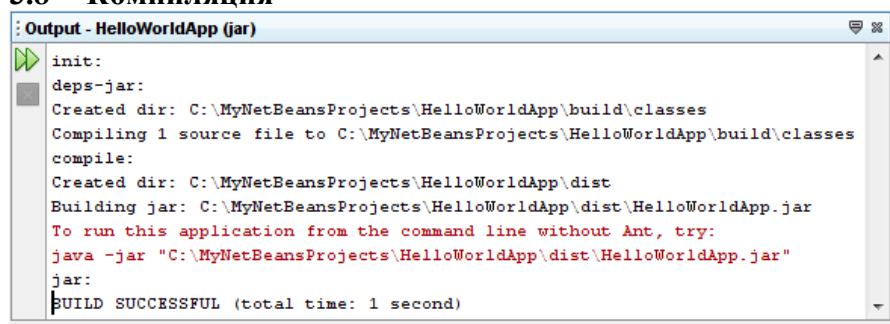 3.8 Компиляция
Output - HelloWorldApp (jar)
init:
deps-jar:
Created dir: C:\MyNetBeansProjects\HelloWorldApp\build\classes
Compiling 1 source file to C:\MyNetBeansProjects\HelloWorldApp\build\classes
compile:
Created dir: C:\MyNetBeansProjects\HelloWorldApp\dist
Building jar: C:\MyNetBeansProjects\HelloWorldApp\dist\HelloWorldApp.jar
To run this application from the command line without Ant, try:
java -jar "C:\MyNetBeansProjects\HelloWorldApp\dist\HelloWorldApp.jar"
jar:
BUILD SUCCESSFUL (total time: 1 second)